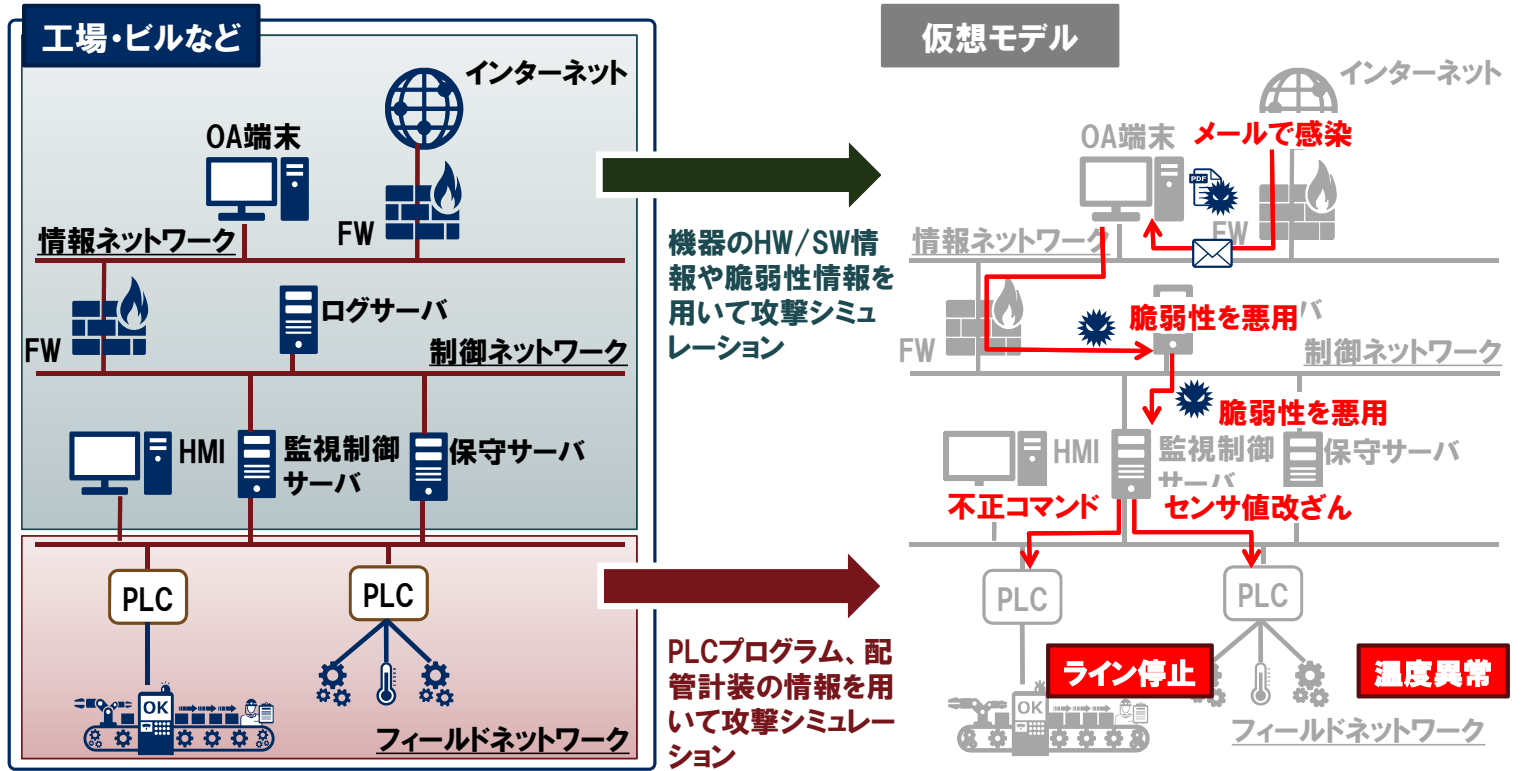 工場・ビルなど
インターネット
OA端末
FW
情報ネットワーク
FW
ログサーバ
制御ネットワーク
HMI
監視制御
サーバ
保守サーバ
PLC
PLC
OK
フィールドネットワーク
機器のHW/SW情
報や脆弱性情報を
用いて攻撃シミュ
レーション
PLCプログラム、配
管計装の情報を用
いて攻撃シミュレー
ション
仮想モデル
インターネット
OA端末
メールで感染
PDF
FW
情報ネットワーク
脆弱性を悪用
バ
FW
制御ネットワーク
脆弱性を悪用
HMI
監視制御
サーバ
保守サーバ
不正コマンド
センサ値改ざん
PLC
PLC
ライン停止
温度異常
OK
フィールドネットワーク